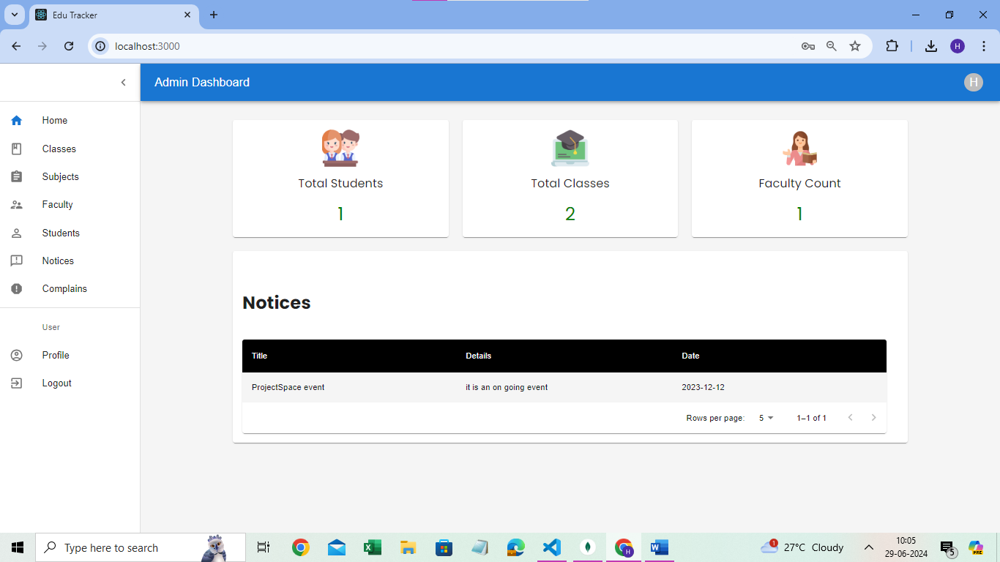 Edu Tracker
localhost:3000
H
Admin Dashboard
H
Home
Classes
Subjects
Faculty
Students
Notices
Complains
User
Profile
Logout
Total Students
1
Total Classes
2
Faculty Count
1
Notices
Title Details Date
ProjectSpace event it is an on going event 2023-12-12
Rows per page: 5 1–1 of 1
Type here to search
H
1
27°C Cloudy
10:05
29-06-2024
5
PRE